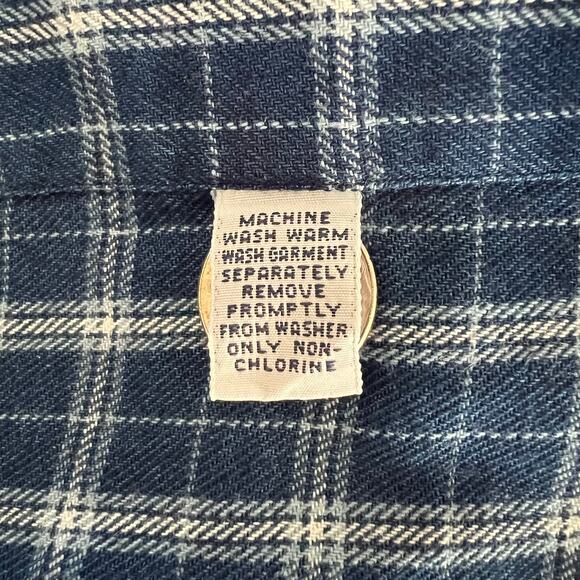 MACHINE
WASH WARM
WASH GARMENT
SEPARATELY
REMOVE
PROMPTLY
FROM WASHER
ONLY NON-
CHLORINE